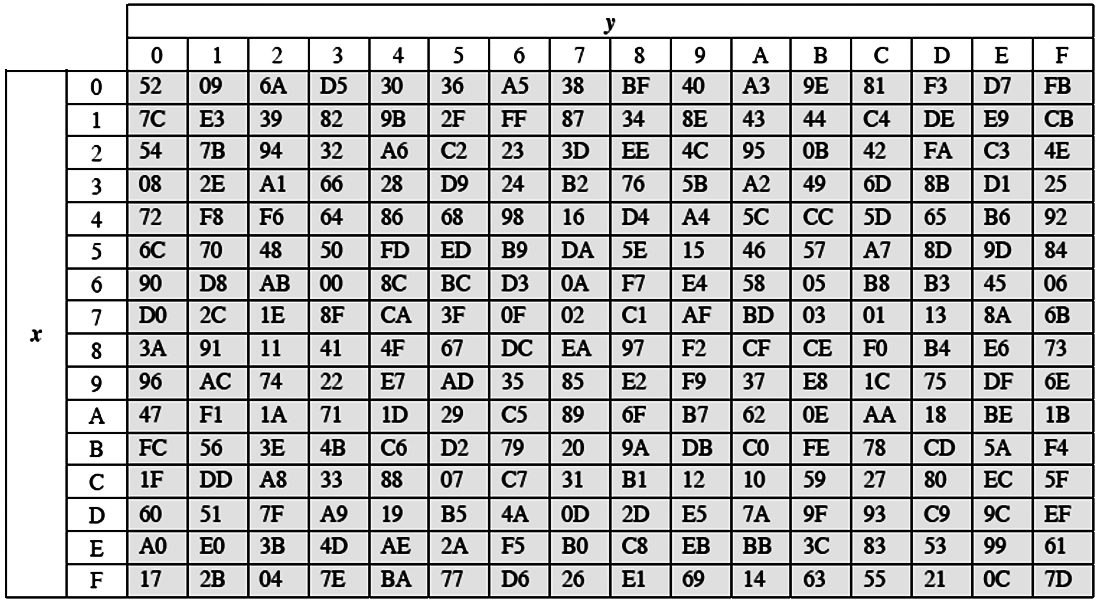 y
0 1 2 3 4 5 6 7 8 9 A B C D E F
0 52 09 6A D5 30 36 A5 38 BF 40 A3 9E 81 F3 D7 FB
1 7C E3 39 82 9B 2F FF 87 34 8E 43 44 C4 DE E9 CB
2 54 7B 94 32 A6 C2 23 3D EE 4C 95 0B 42 FA C3 4E
3 08 2E A1 66 28 D9 24 B2 76 5B A2 49 6D 8B D1 25
4 72 F8 F6 64 86 68 98 16 D4 A4 5C CC 5D 65 B6 92
5 6C 70 48 50 FD ED B9 DA 5E 15 46 57 A7 8D 9D 84
6 90 D8 AB 00 8C BC D3 0A F7 E4 58 05 B8 B3 45 06
7 D0 2C 1E 8F CA 3F 0F 02 C1 AF BD 03 01 13 8A 6B
x
8 3A 91 11 41 4F 67 DC EA 97 F2 CF CE F0 B4 E6 73
9 96 AC 74 22 E7 AD 35 85 E2 F9 37 E8 1C 75 DF 6E
A 47 F1 1A 71 1D 29 C5 89 6F B7 62 0E AA 18 BE 1B
B FC 56 3E 4B C6 D2 79 20 9A DB C0 FE 78 CD 5A F4
C 1F DD A8 33 88 07 C7 31 B1 12 10 59 27 80 EC 5F
D 60 51 7F A9 19 B5 4A 0D 2D E5 7A 9F 93 C9 9C EF
E A0 E0 3B 4D AE 2A F5 B0 C8 EB BB 3C 83 53 99 61
F 17 2B 04 7E BA 77 D6 26 E1 69 14 63 55 21 0C 7D